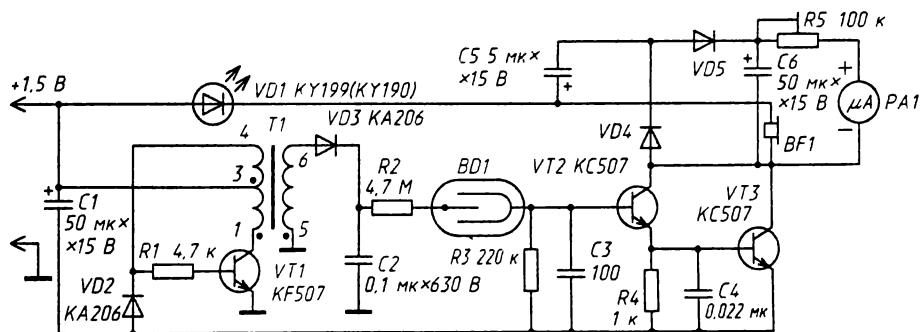 +1,5 В
C1
50 мк×
×15 В
VD1 KY199(KY190)
T1
4
3
1
6
5
VD3 KA206
R1 4,7 к
VT1
KF507
VD2
KA206
C2
0,1 мк×630 В
R2
4,7 М
BD1
R3 220 к
C3
100
VT2 KC507
R4
1 к
C4
0,022 мк
VT3
KC507
C5 5 мк×
×15 В
VD4
VD5
C6
50 мк×
×15 В
R5 100 к
μA
PA1
BF1
+
+
+
+
−